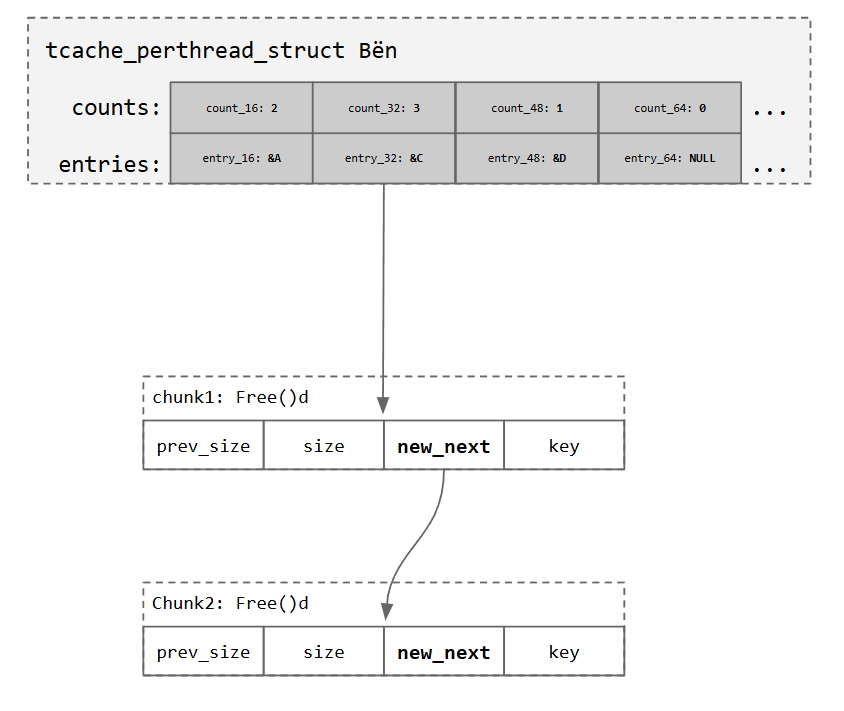 tcache_perthread_struct Bën
counts: count_16: 2 count_32: 3 count_48: 1 count_64: 0 ...
entries: entry_16: &A entry_32: &C entry_48: &D entry_64: NULL ...
chunk1: Free()d
prev_size size new_next key
Chunk2: Free()d
prev_size size new_next key